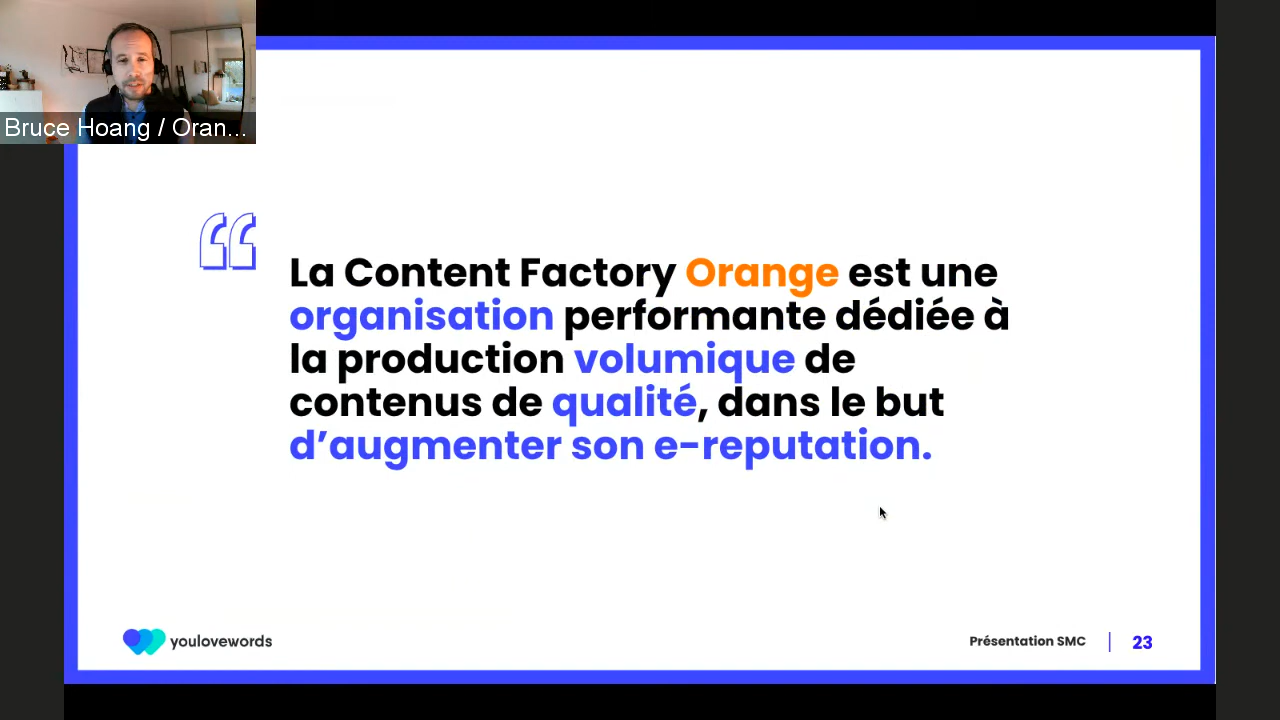 Bruce Hoang / Oran...
La Content Factory Orange est une
organisation performante dédiée à
la production volumique de
contenus de qualité, dans le but
d’augmenter son e-reputation.
youlovewords
Présentation SMC | 23